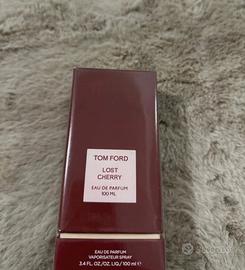 TOM FORD
LOST
CHERRY
EAU DE PARFUM
100 ML
EAU DE PARFUM
VAPORISATEUR SPRAY
3.4 FL.OZ./OZ.LIQ/100 ml ℮